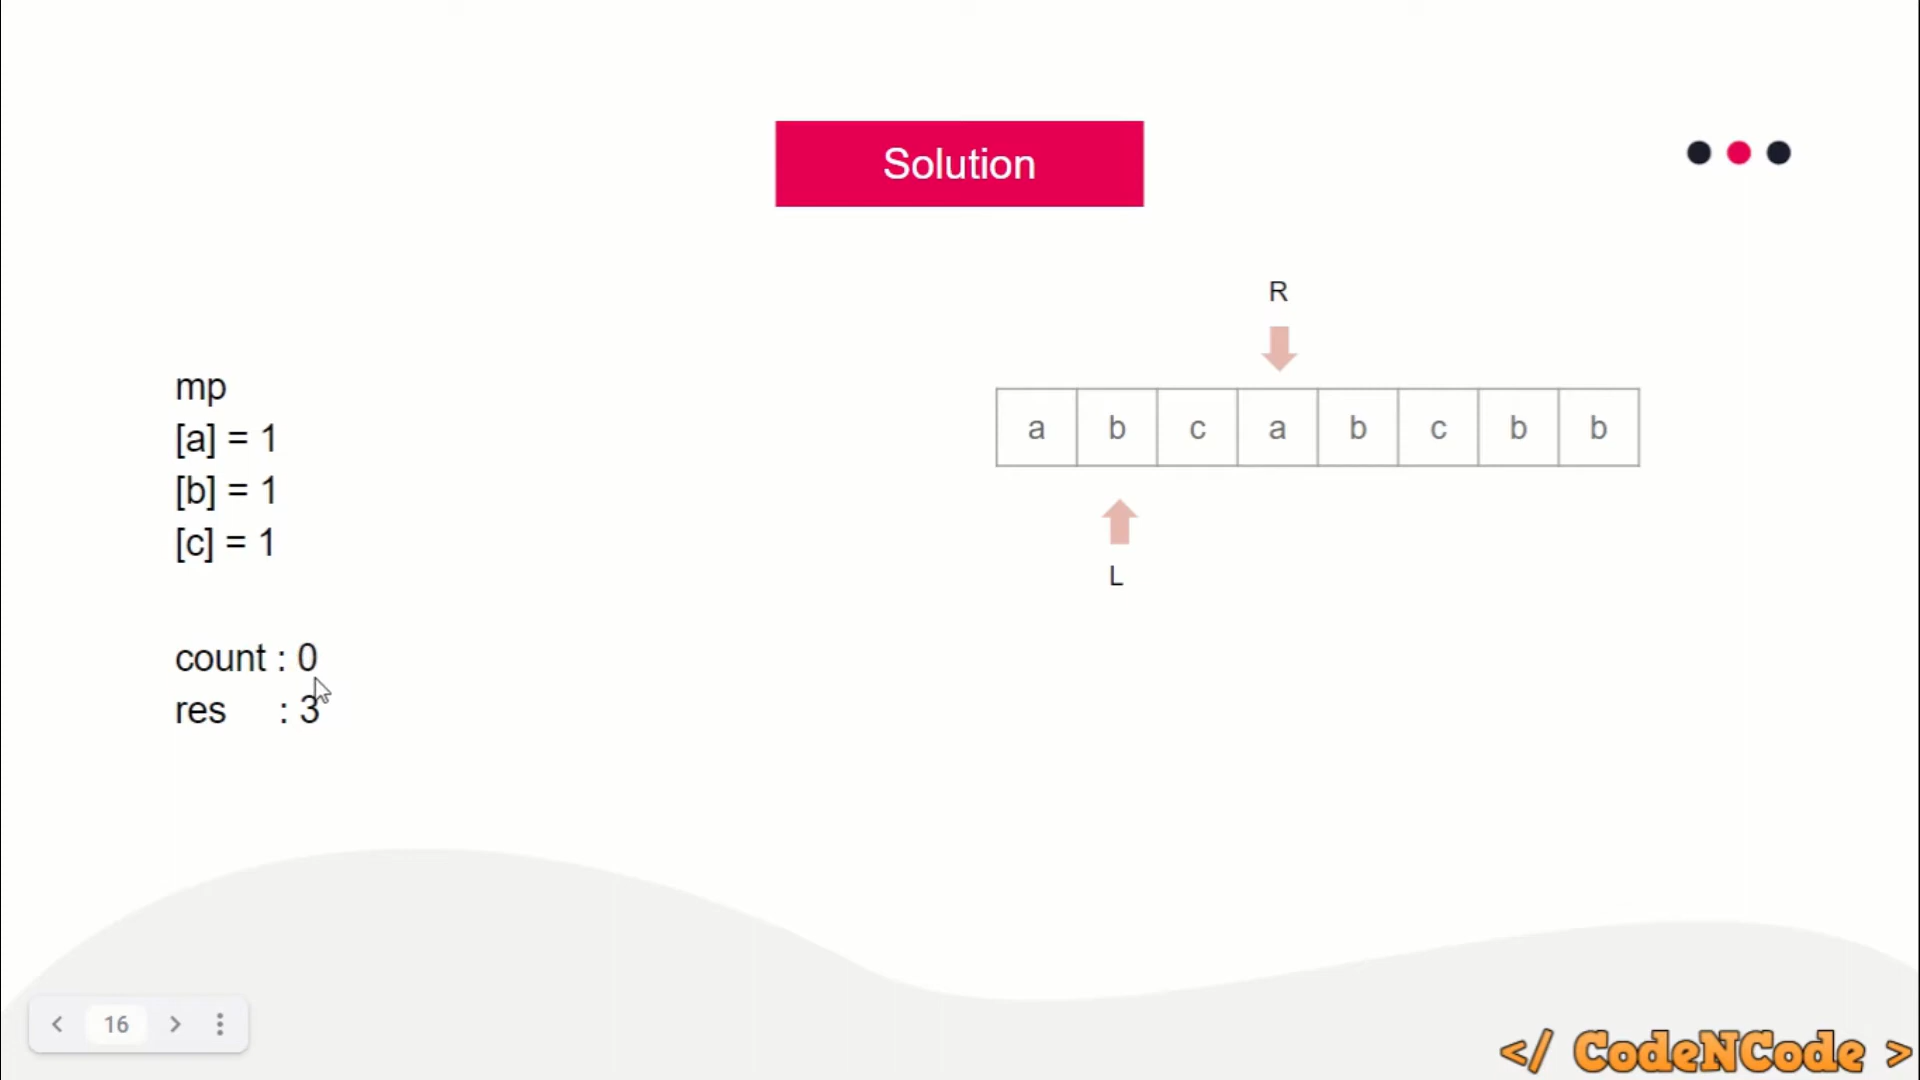 Solution
R
mp
[a] = 1
[b] = 1
[c] = 1
a b c a b c b b
L
count : 0
res : 3
16
</ CodeNCode >